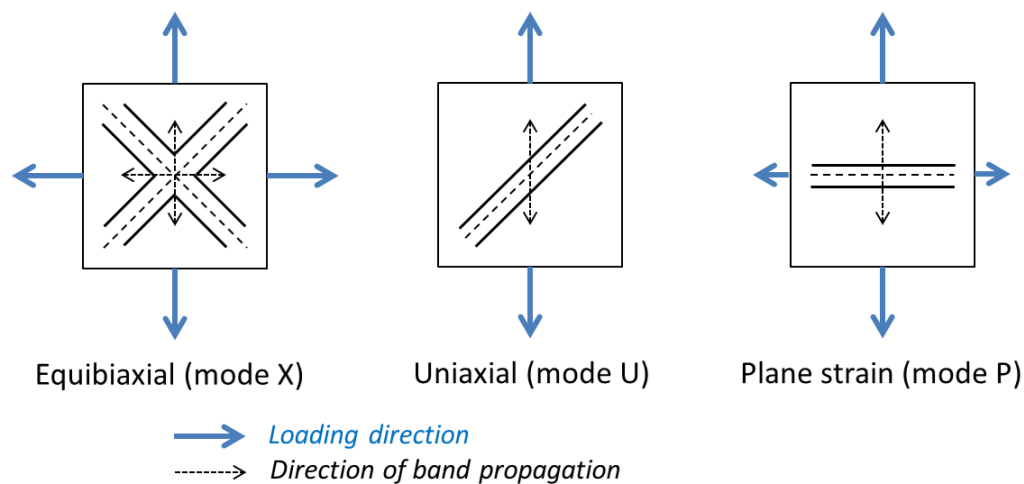 Equibiaxial (mode X)
Uniaxial (mode U)
Plane strain (mode P)
Loading direction
Direction of band propagation